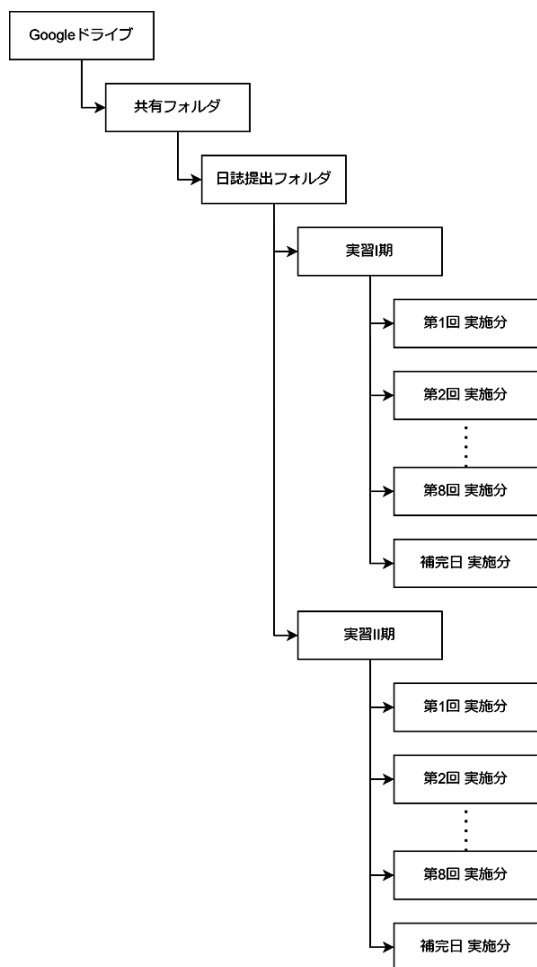 Googleドライブ
共有フォルダ
日誌提出フォルダ
実習I期
第1回 実施分
第2回 実施分
第8回 実施分
補完日 実施分
実習II期
第1回 実施分
第2回 実施分
第8回 実施分
補完日 実施分